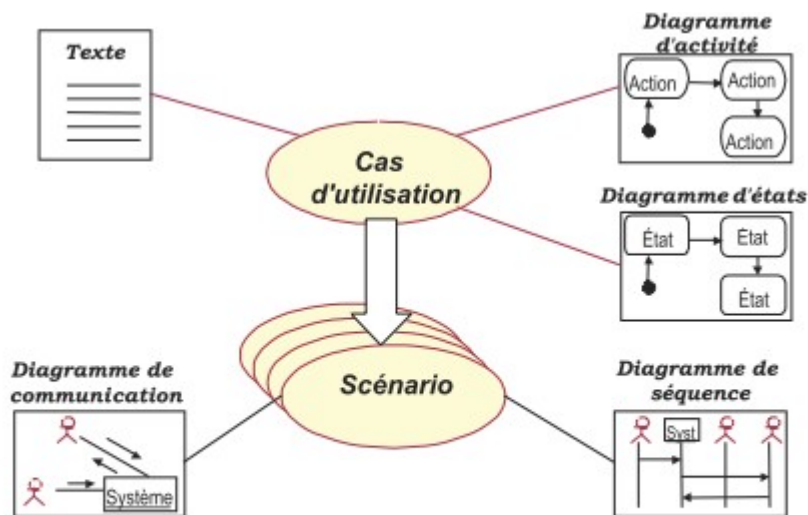 Texte
Diagramme
d'activité
Action
Action
Action
Cas
d'utilisation
Diagramme d'états
État
État
État
Diagramme de
communication
Système
Scénario
Diagramme de
séquence
Syst